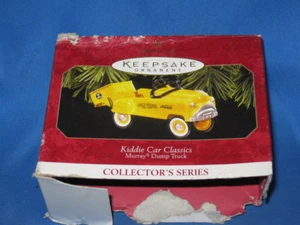 KEEPSAKE
ORNAMENT
Kiddie Car Classics
Murray® Dump Truck
COLLECTOR'S SERIES